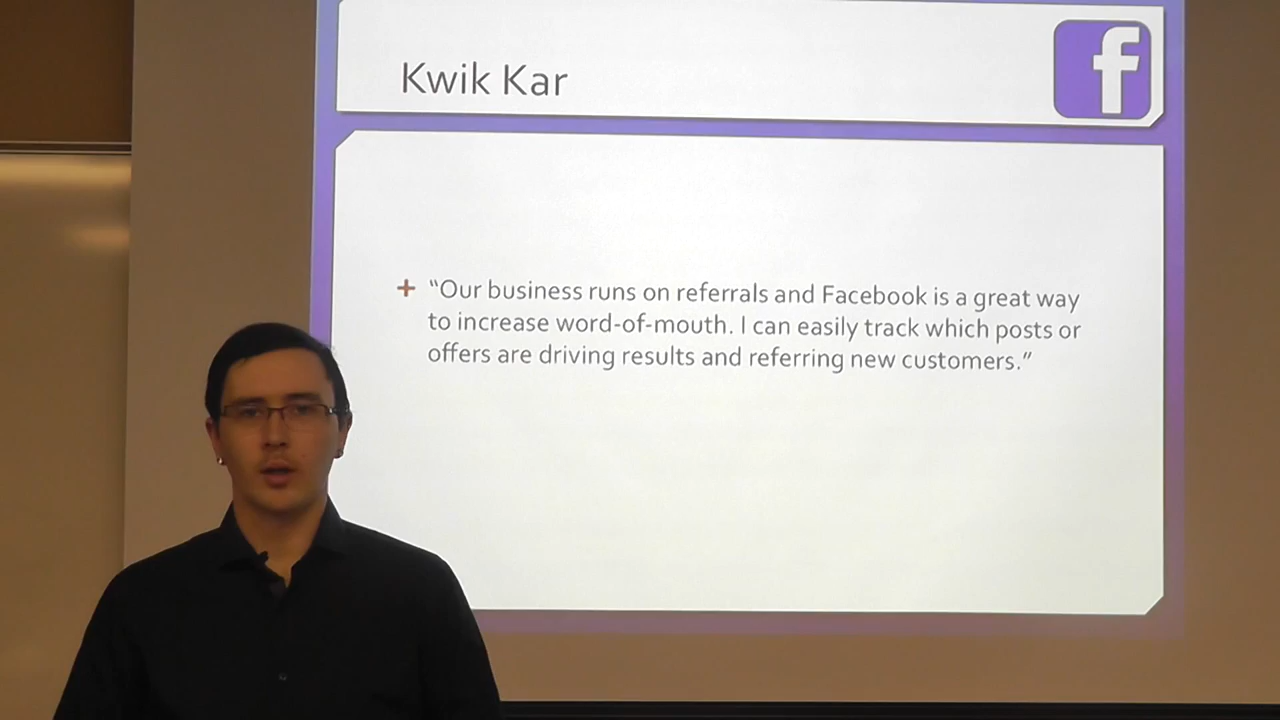 Kwik Kar
f
+ “Our business runs on referrals and Facebook is a great way
to increase word-of-mouth. I can easily track which posts or
offers are driving results and referring new customers.”